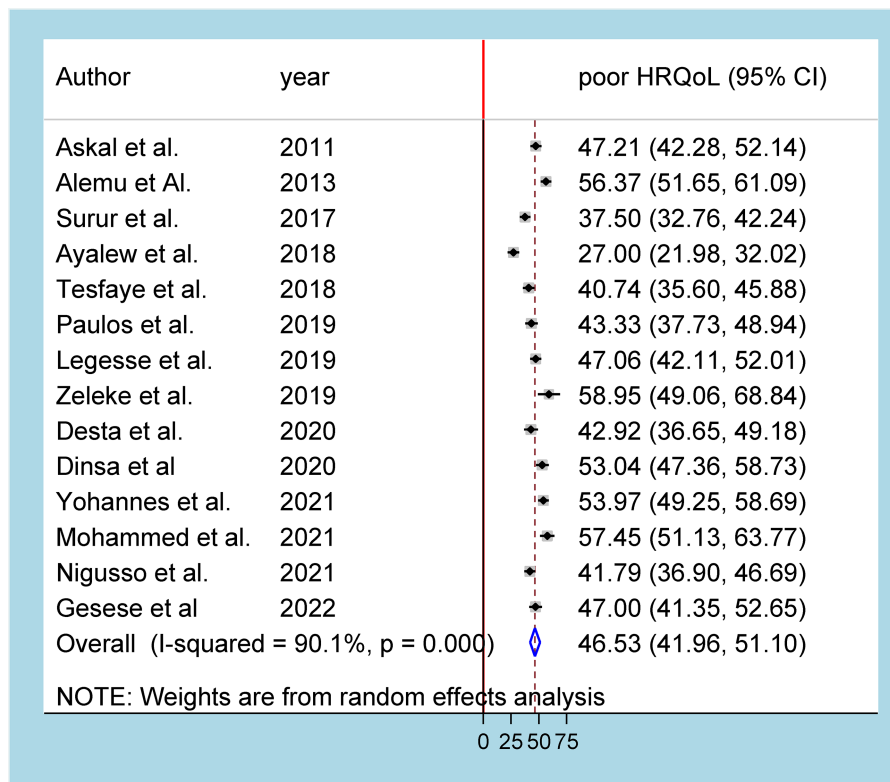 Author year poor HRQoL (95% CI)
Askal et al. 2011 47.21 (42.28, 52.14)
Alemu et Al. 2013 56.37 (51.65, 61.09)
Surur et al. 2017 37.50 (32.76, 42.24)
Ayalew et al. 2018 27.00 (21.98, 32.02)
Tesfaye et al. 2018 40.74 (35.60, 45.88)
Paulos et al. 2019 43.33 (37.73, 48.94)
Legesse et al. 2019 47.06 (42.11, 52.01)
Zeleke et al. 2019 58.95 (49.06, 68.84)
Desta et al. 2020 42.92 (36.65, 49.18)
Dinsa et al 2020 53.04 (47.36, 58.73)
Yohannes et al. 2021 53.97 (49.25, 58.69)
Mohammed et al. 2021 57.45 (51.13, 63.77)
Nigusso et al. 2021 41.79 (36.90, 46.69)
Gesese et al 2022 47.00 (41.35, 52.65)
Overall (I-squared = 90.1%, p = 0.000) 46.53 (41.96, 51.10)
NOTE: Weights are from random effects analysis
0 25 50 75